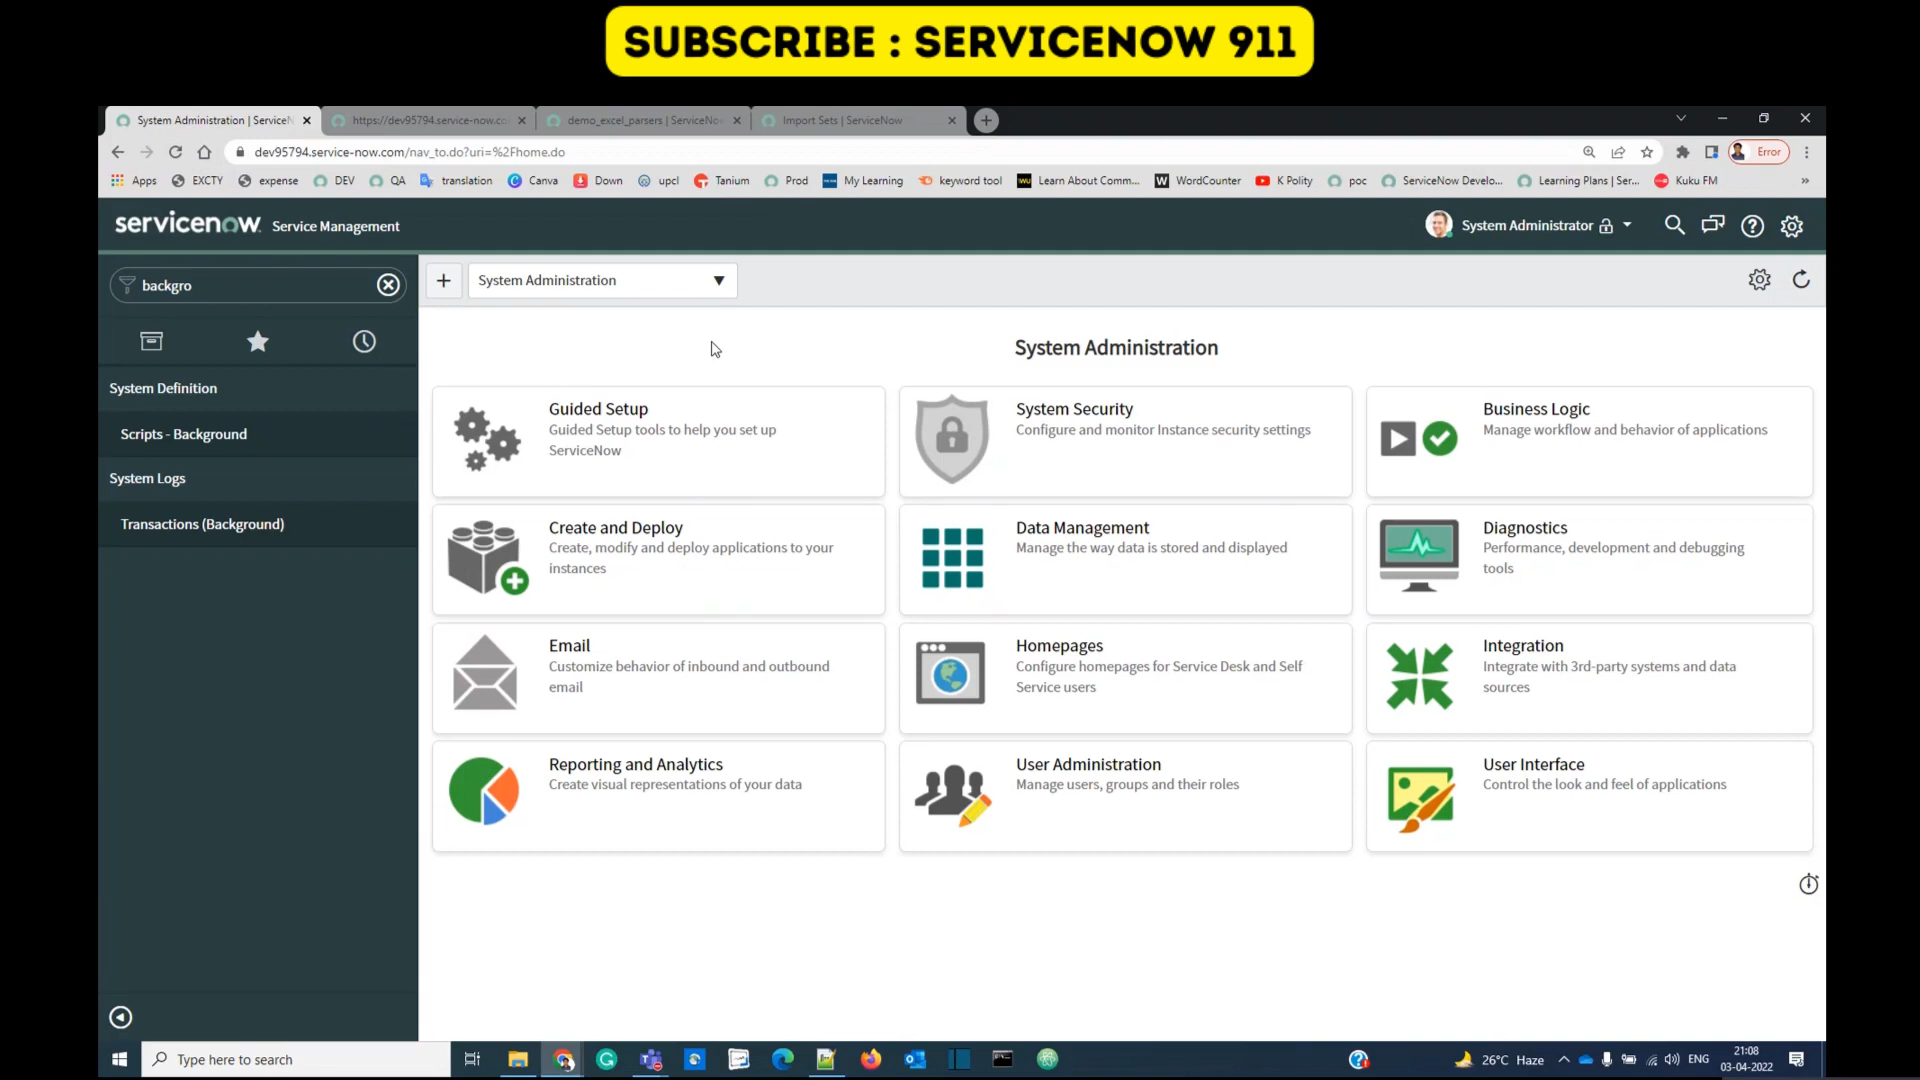 SUBSCRIBE : SERVICENOW 911
System Administration | ServiceN
https://dev95794.service-now.co
demo_excel_parsers | ServiceNo
Import Sets | ServiceNow
dev95794.service-now.com/nav_to.do?uri=%2Fhome.do
Error
Apps
EXCTY
expense
DEV
QA
translation
Canva
Down
upcl
Tanium
Prod
My Learning
keyword tool
Learn About Comm...
WordCounter
K Polity
poc
ServiceNow Develo...
Learning Plans | Ser...
Kuku FM
»
servicenow. Service Management
System Administrator
backgro
System Administration
System Definition
Scripts - Background
System Logs
Transactions (Background)
System Administration
Guided Setup
Guided Setup tools to help you set up
ServiceNow
System Security
Configure and monitor Instance security settings
Business Logic
Manage workflow and behavior of applications
Create and Deploy
Create, modify and deploy applications to your
instances
Data Management
Manage the way data is stored and displayed
Diagnostics
Performance, development and debugging
tools
Email
Customize behavior of inbound and outbound
email
Homepages
Configure homepages for Service Desk and Self
Service users
Integration
Integrate with 3rd-party systems and data
sources
Reporting and Analytics
Create visual representations of your data
User Administration
Manage users, groups and their roles
User Interface
Control the look and feel of applications
Type here to search
26°C Haze
ENG
21:08
03-04-2022